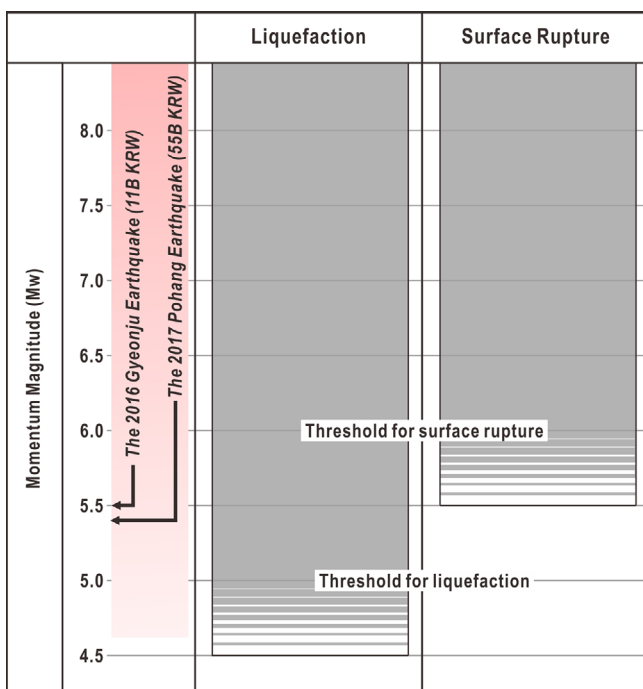 Liquefaction
Surface Rupture
Momentum Magnitude (Mw)
8.0
7.5
7.0
6.5
6.0
5.5
5.0
4.5
The 2016 Gyeonju Earthquake (11B KRW)
The 2017 Pohang Earthquake (55B KRW)
Threshold for surface rupture
Threshold for liquefaction